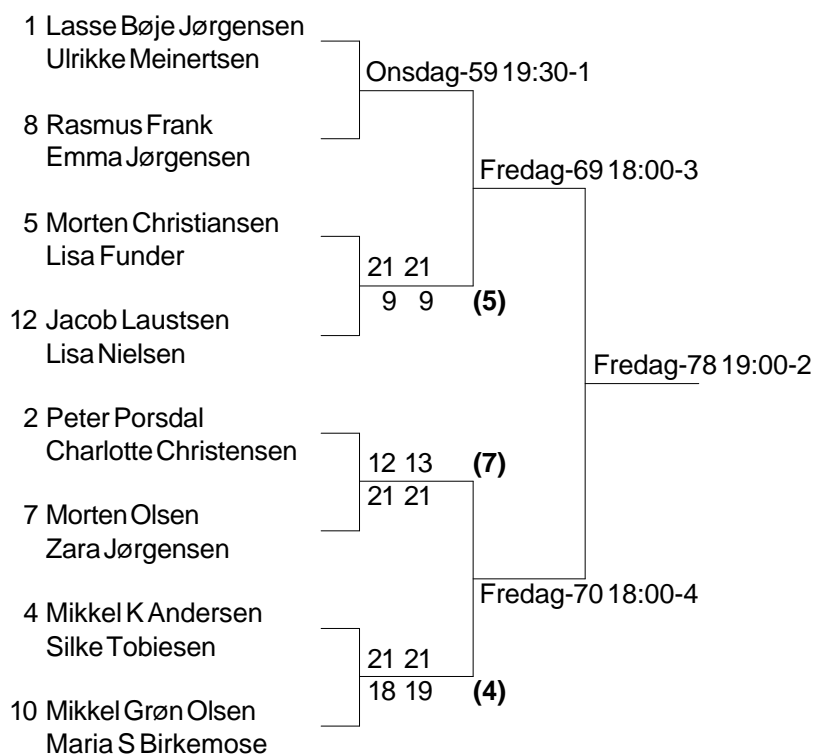 1 Lasse Bøje Jørgensen
Ulrikke Meinertsen
Onsdag-59 19:30-1
8 Rasmus Frank
Emma Jørgensen
Fredag-69 18:00-3
5 Morten Christiansen
Lisa Funder
21 21
9 9 (5)
12 Jacob Laustsen
Lisa Nielsen
Fredag-78 19:00-2
2 Peter Porsdal
Charlotte Christensen
12 13 (7)
21 21
7 Morten Olsen
Zara Jørgensen
Fredag-70 18:00-4
4 Mikkel K Andersen
Silke Tobiesen
21 21
18 19 (4)
10 Mikkel Grøn Olsen
Maria S Birkemose